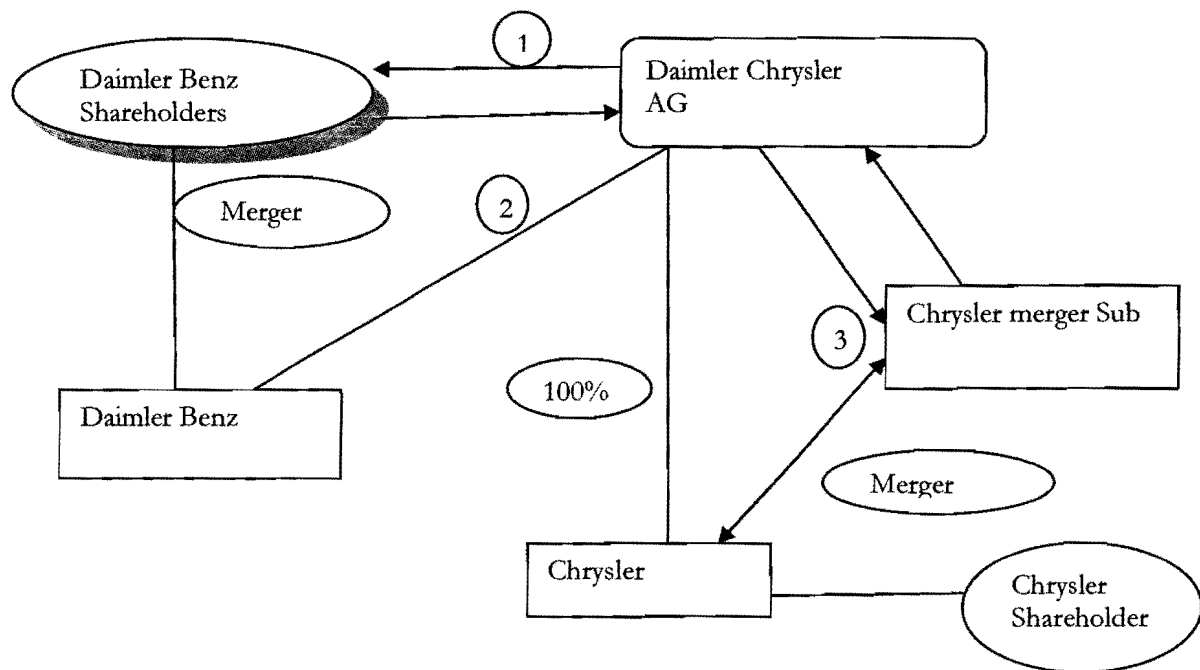 1
Daimler Benz
Shareholders
Daimler Chrysler
AG
Merger
2
Chrysler merger Sub
3
100%
Daimler Benz
Merger
Chrysler
Chrysler
Shareholder